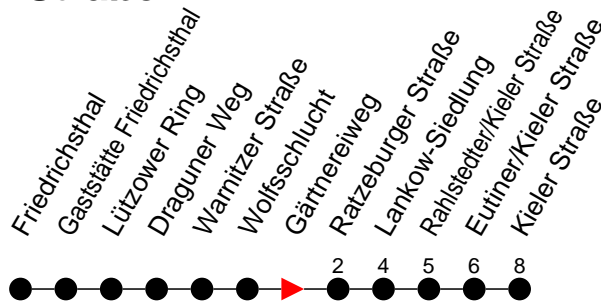 Friedrichsthal
Gaststätte Friedrichsthal
Lützower Ring
Draguner Weg
Warnitzer Straße
Wolfsschlucht
Gärtnereiweg
Ratzeburger Straße
Lankow-Siedlung
Rahlstedter/Kieler Straße
Eutiner/Kieler Straße
Kieler Straße
2 4 5 6 8